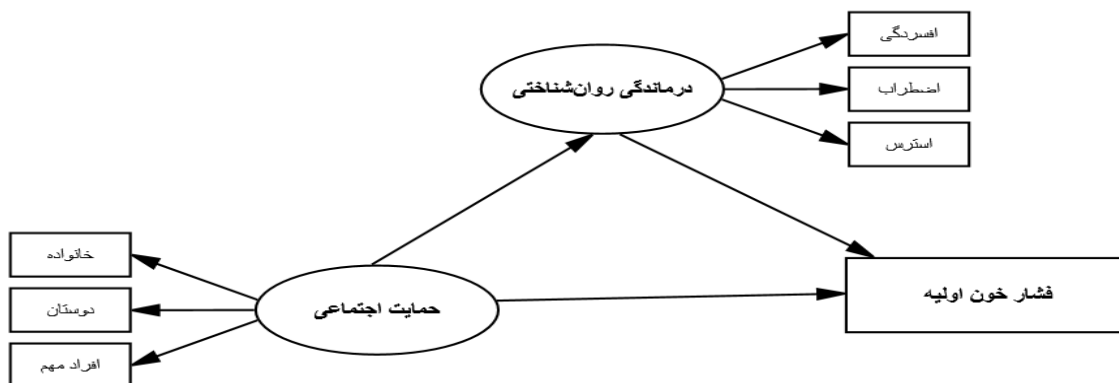 افسردگی
درماندگی روان‌شناختی
اضطراب
استرس
خانواده
فشار خون اولیه
دوستان
حمایت اجتماعی
افراد مهم